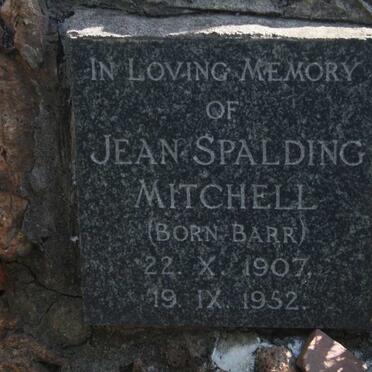 IN LOVING MEMORY
OF
JEAN SPALDING
MITCHELL
(BORN BARR)
22. X. 1907.
19. IX. 1952.